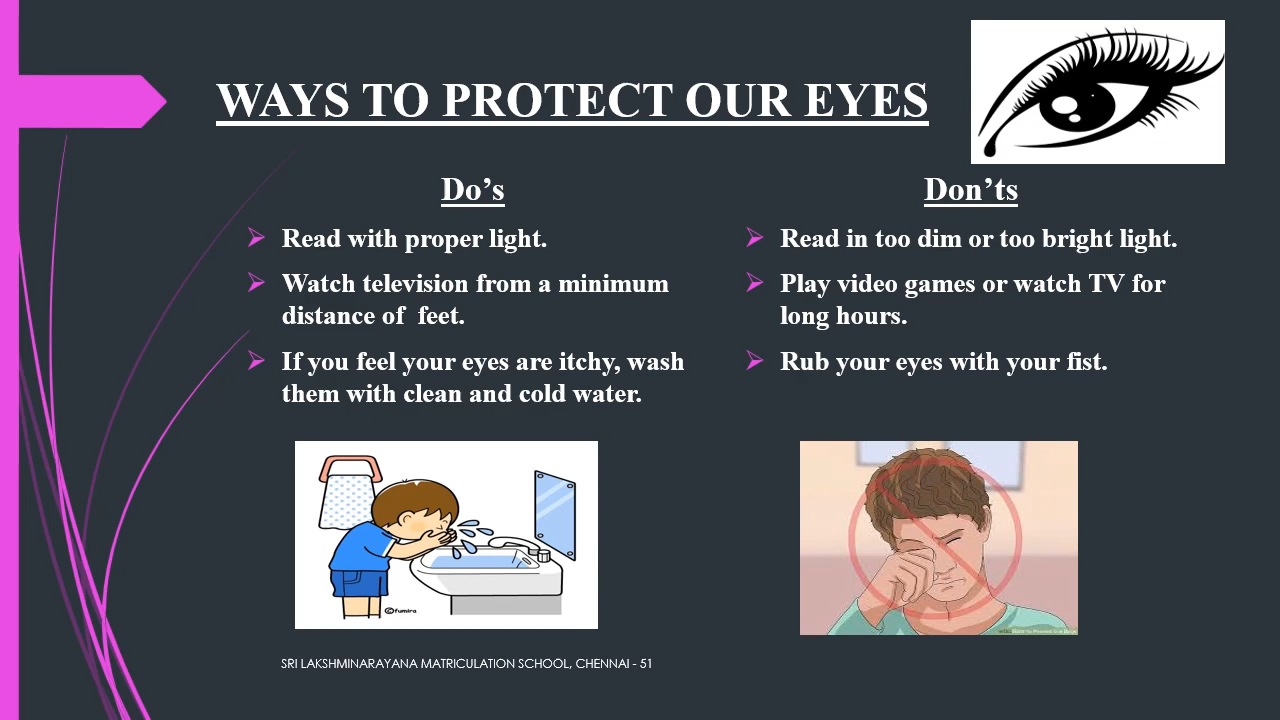 WAYS TO PROTECT OUR EYES
Do’s
Read with proper light.
Watch television from a minimum
distance of  feet.
If you feel your eyes are itchy, wash
them with clean and cold water.
Don’ts
Read in too dim or too bright light.
Play video games or watch TV for
long hours.
Rub your eyes with your fist.
©fumira
SRI LAKSHMINARAYANA MATRICULATION SCHOOL, CHENNAI - 51